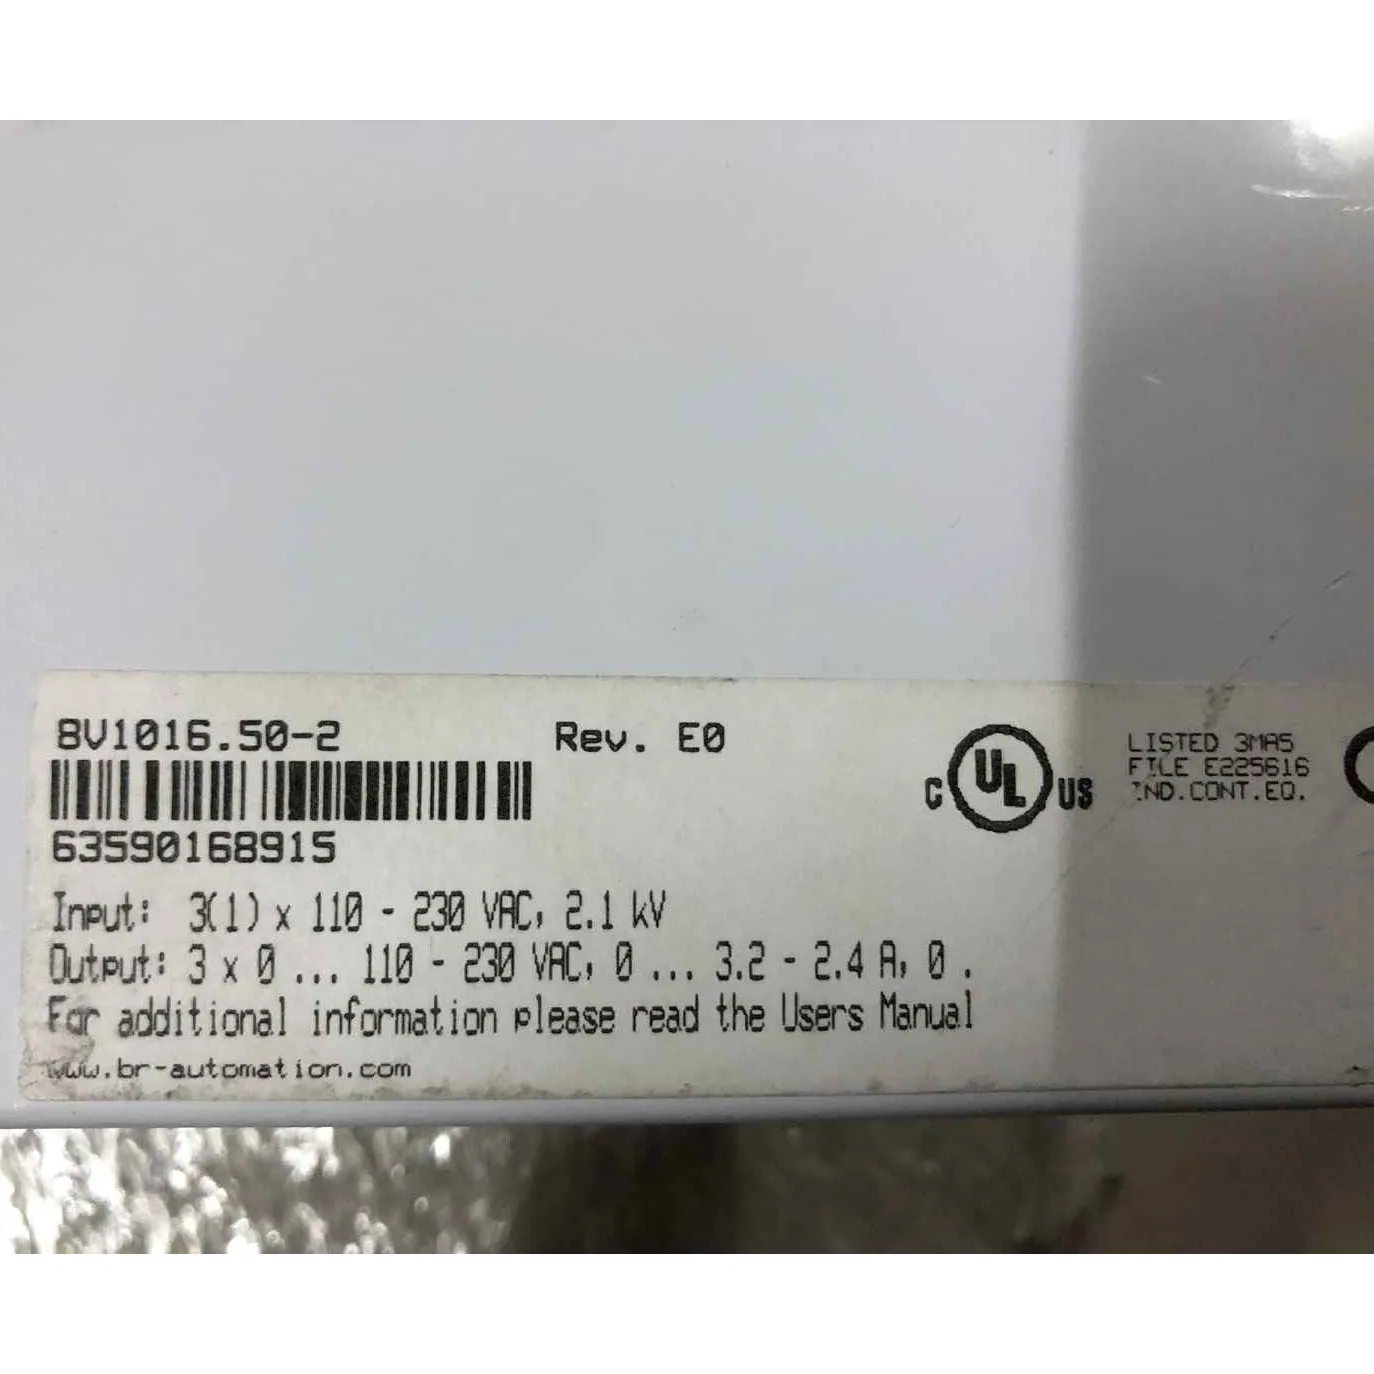 8V1016.50-2 Rev. E0
63590168915
Input: 3(1) x 110 - 230 VAC, 2.1 kV
Output: 3 x 0 ... 110 - 230 VAC, 0 ... 3.2 - 2.4 A, 0 .
For additional information please read the Users Manual
www.br-automation.com
C UL US
LISTED 3MA5
FILE E225616
IND.CONT.EQ.